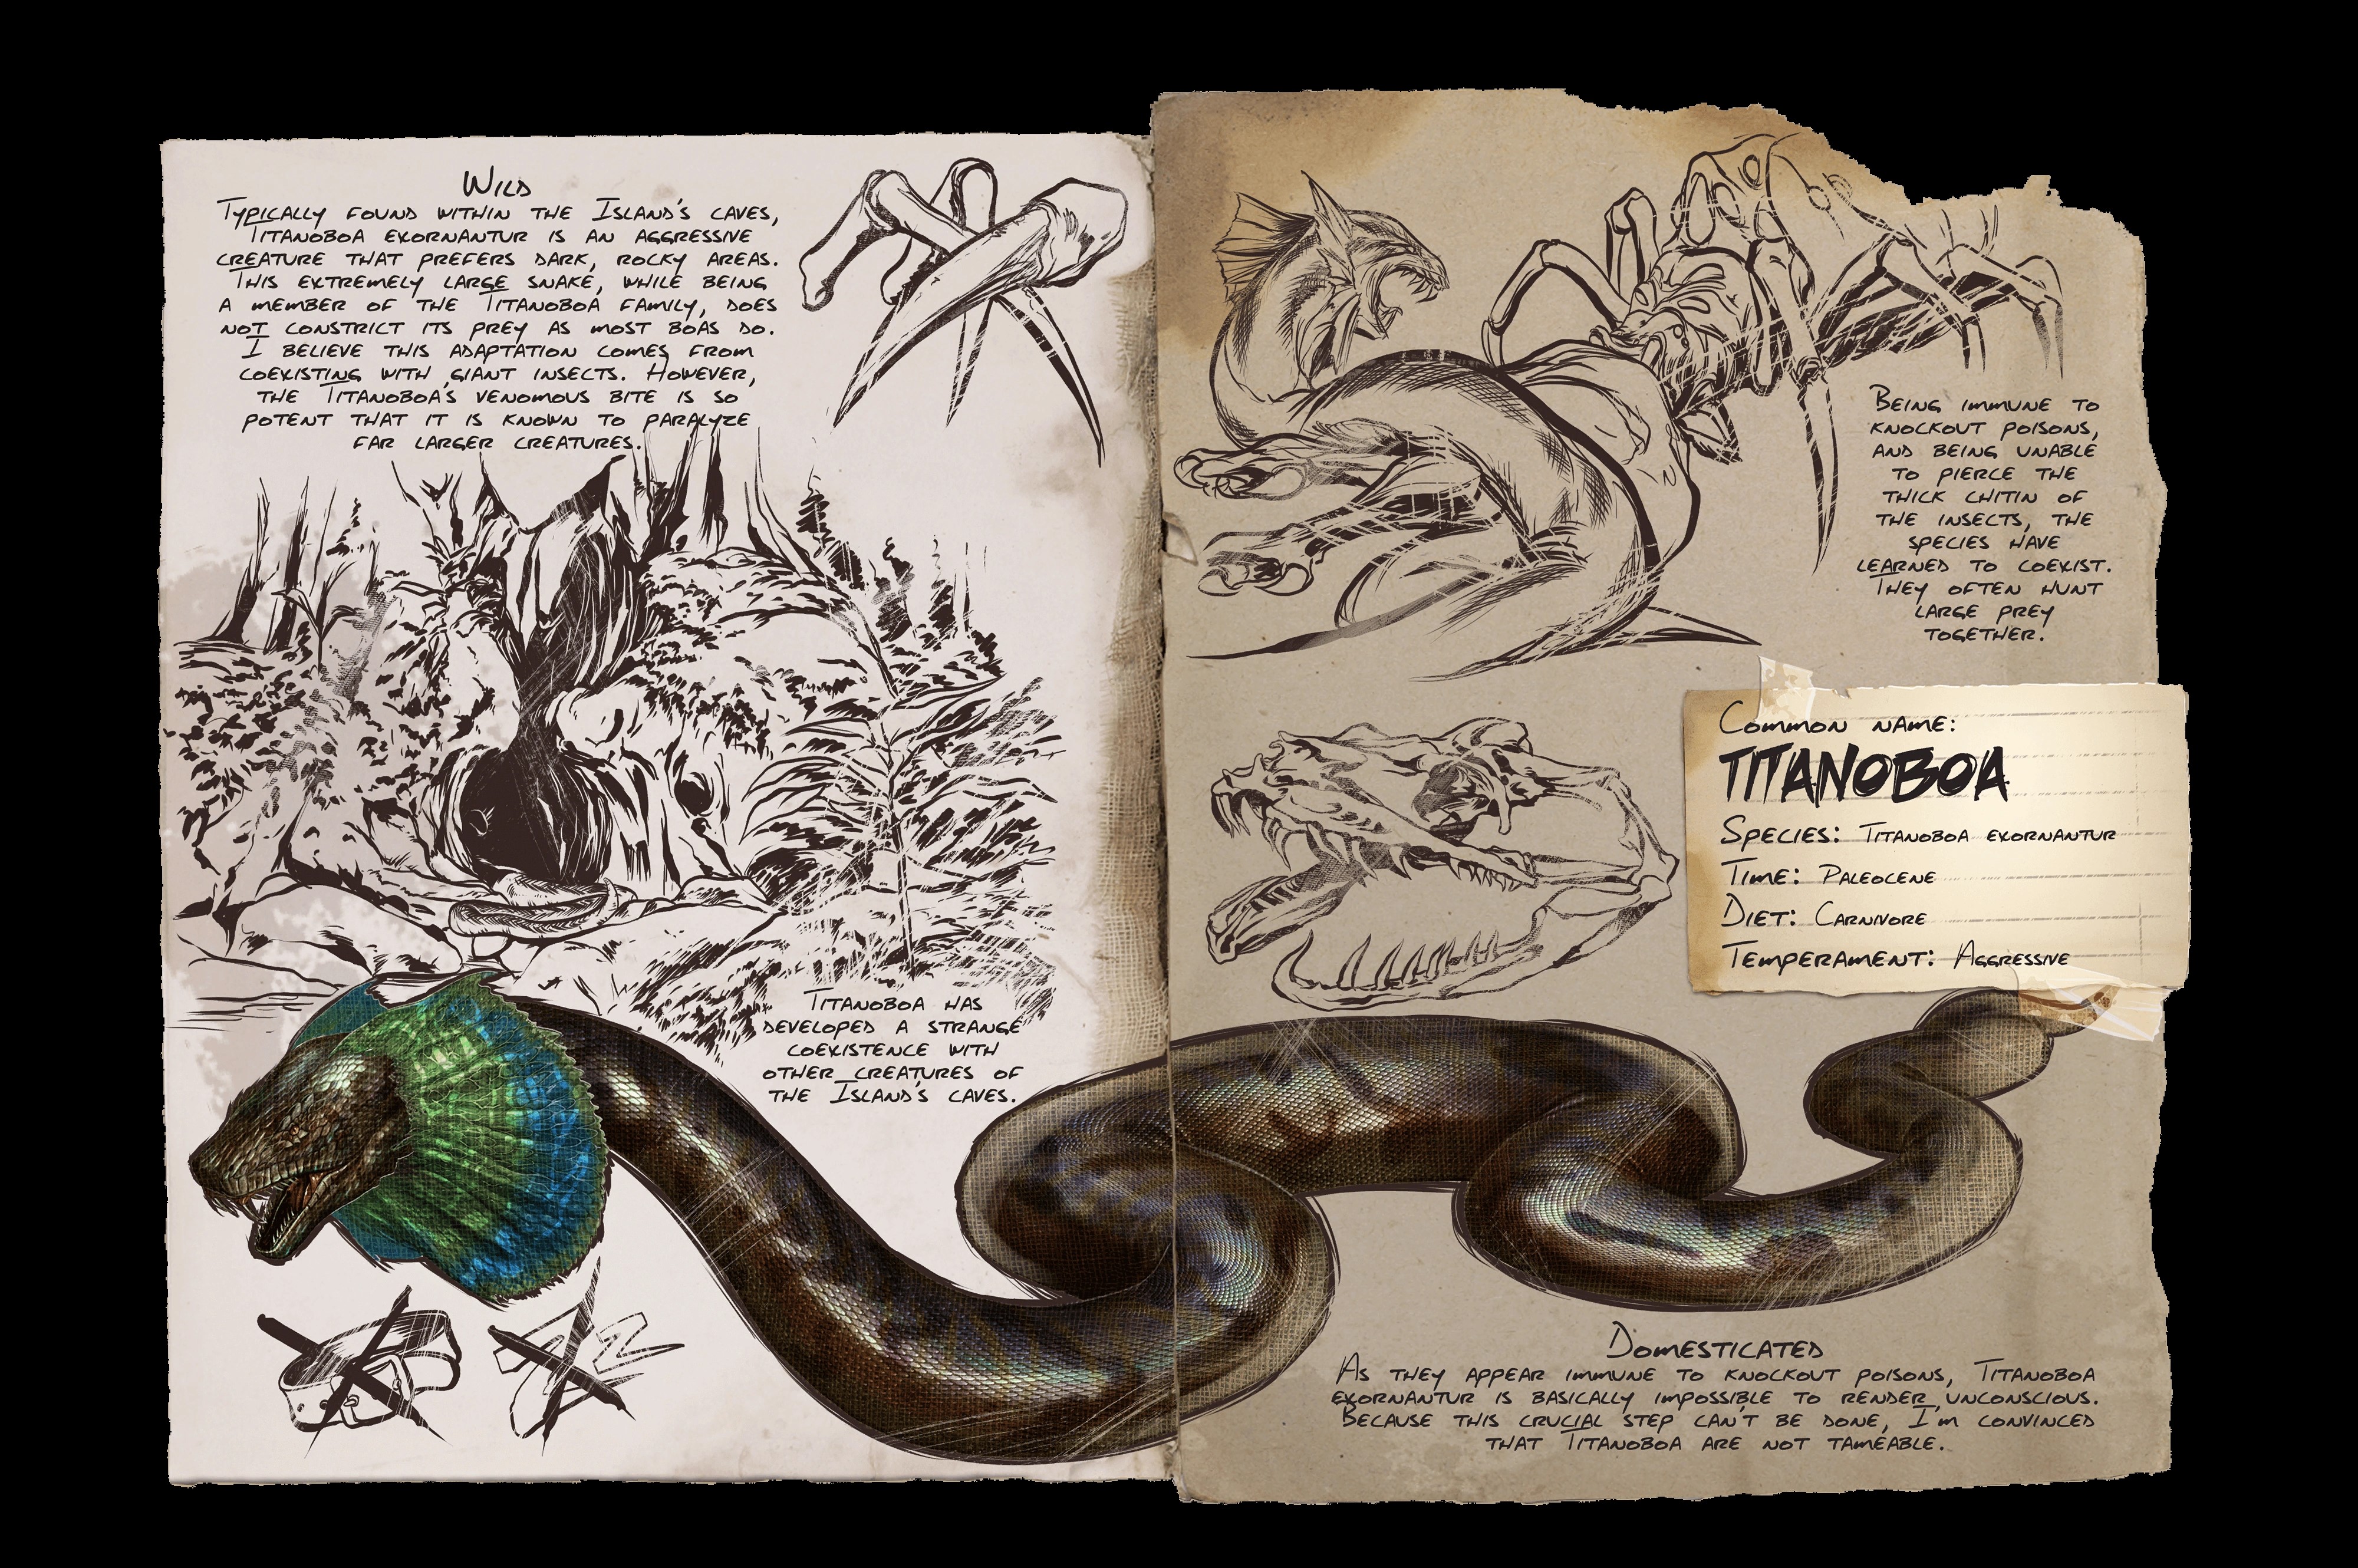 Wild
Typically found within the Island's caves,
Titanoboa exornantur is an aggressive
creature that prefers dark, rocky areas.
This extremely large snake, while being
a member of the Titanoboa family, does
not constrict its prey as most boas do.
I believe this adaptation comes from
coexisting with giant insects. However,
the Titanoboa's venomous bite is so
potent that it is known to paralyze
far larger creatures.
Titanoboa has
developed a strange
coexistence with
other creatures of
the Island's caves.
Being immune to
knockout poisons,
and being unable
to pierce the
thick chitin of
the insects, the
species have
learned to coexist.
They often hunt
large prey
together.
Common name:
TITANOBOA
Species: Titanoboa exornantur
Time: Paleocene
Diet: Carnivore
Temperament: Aggressive
Domesticated
As they appear immune to knockout poisons, Titanoboa
exornantur is basically impossible to render unconscious.
Because this crucial step can't be done, I'm convinced
that Titanoboa are not tameable.